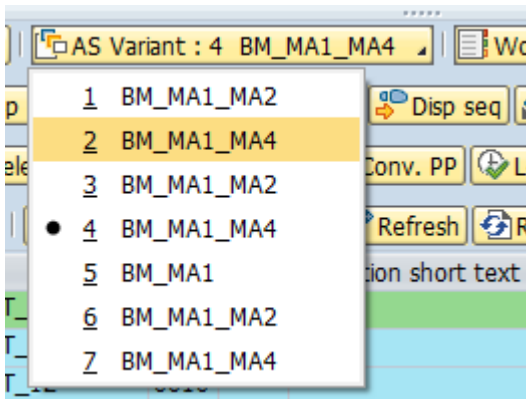 AS Variant : 4 BM_MA1_MA4
Wo
1 BM_MA1_MA2
p
Disp seq
2 BM_MA1_MA4
ele
Conv. PP
L
3 BM_MA1_MA2
4 BM_MA1_MA4
Refresh
R
5 BM_MA1
tion short text
6 BM_MA1_MA2
T_
7 BM_MA1_MA4
T_